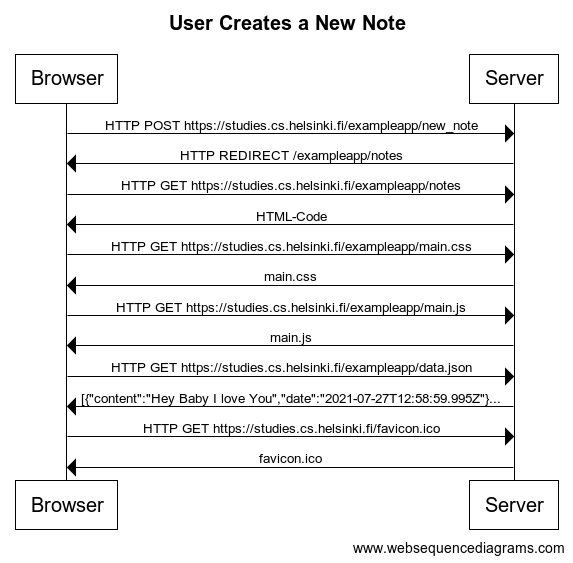 User Creates a New Note
Browser
Server
HTTP POST https://studies.cs.helsinki.fi/exampleapp/new_note
HTTP REDIRECT /exampleapp/notes
HTTP GET https://studies.cs.helsinki.fi/exampleapp/notes
HTML-Code
HTTP GET https://studies.cs.helsinki.fi/exampleapp/main.css
main.css
HTTP GET https://studies.cs.helsinki.fi/exampleapp/main.js
main.js
HTTP GET https://studies.cs.helsinki.fi/exampleapp/data.json
[{"content":"Hey Baby I love You","date":"2021-07-27T12:58:59.995Z"}...
HTTP GET https://studies.cs.helsinki.fi/favicon.ico
favicon.ico
Browser
Server
www.websequencediagrams.com